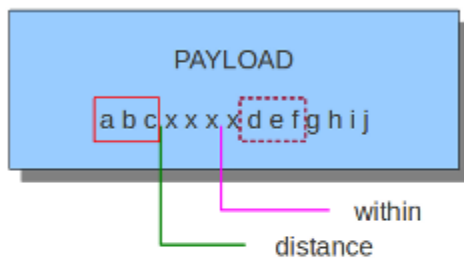 PAYLOAD
a b c x x x x d e f g h i j
within
distance